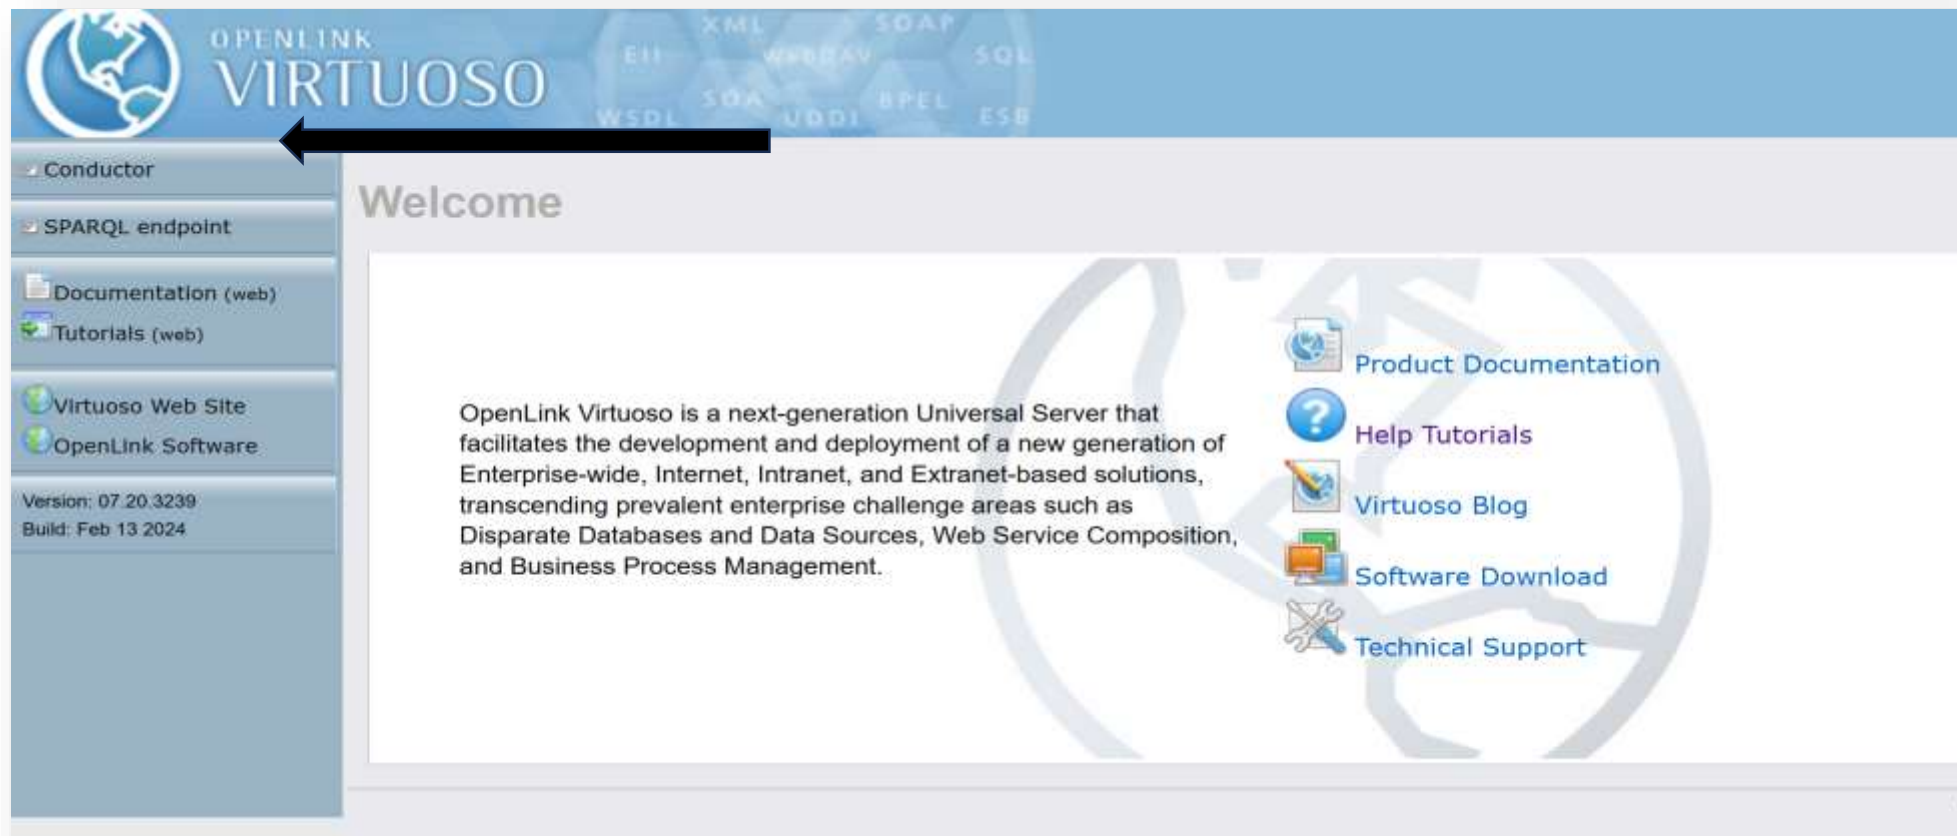 OPENLINK
VIRTUOSO
XML SOAP
EII WebDAV SQL
SOA BPEL
WSDL UDDI ESB
Conductor
SPARQL endpoint
Documentation (web)
Tutorials (web)
Virtuoso Web Site
OpenLink Software
Version: 07.20.3239
Build: Feb 13 2024
Welcome
OpenLink Virtuoso is a next-generation Universal Server that
facilitates the development and deployment of a new generation of
Enterprise-wide, Internet, Intranet, and Extranet-based solutions,
transcending prevalent enterprise challenge areas such as
Disparate Databases and Data Sources, Web Service Composition,
and Business Process Management.
Product Documentation
Help Tutorials
Virtuoso Blog
Software Download
Technical Support